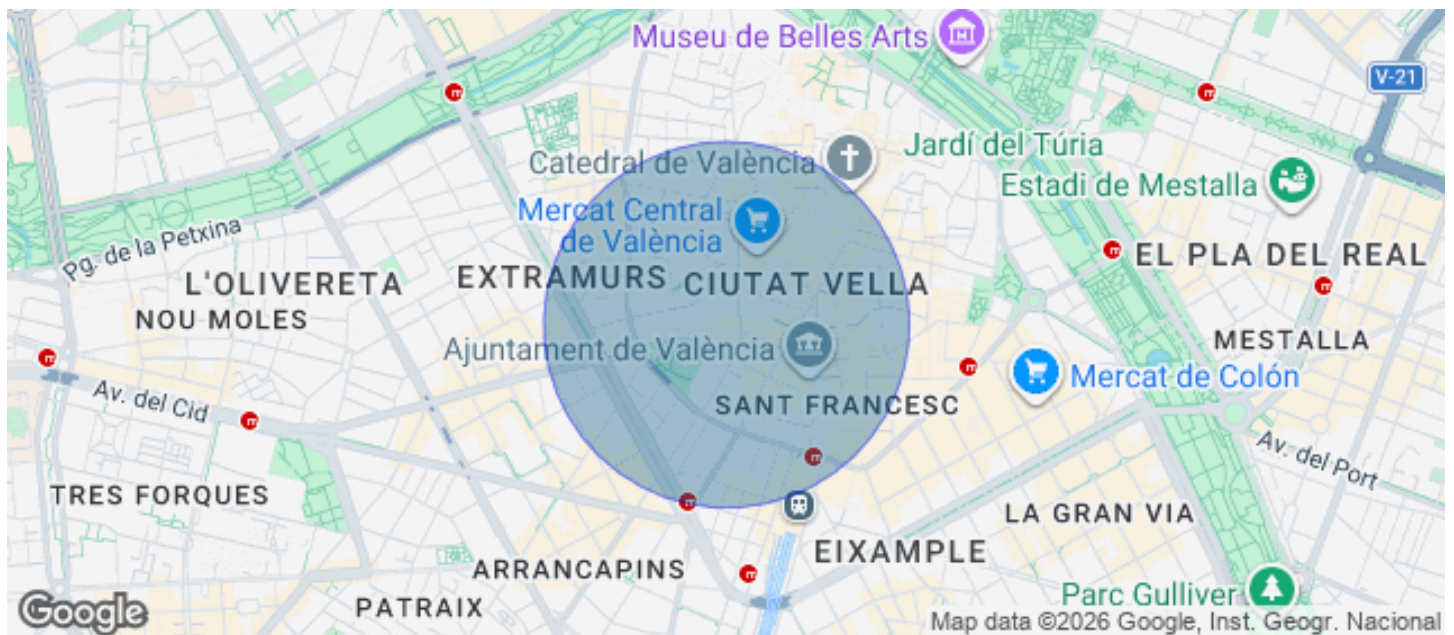 Museu de Belles Arts
V-21
Catedral de València
Jardí del Túria
Estadi de Mestalla
Mercat Central
de València
Pg. de la Petxina
EL PLA DEL REAL
L'OLIVERETA
EXTRAMURS
CIUTAT VELLA
NOU MOLES
MESTALLA
Ajuntament de València
Mercat de Colón
Av. del Cid
SANT FRANCESC
Av. del Port
TRES FORQUES
LA GRAN VIA
EIXAMPLE
ARRANCAPINS
Parc Gulliver
PATRAIX
Google
Map data ©2026 Google, Inst. Geogr. Nacional